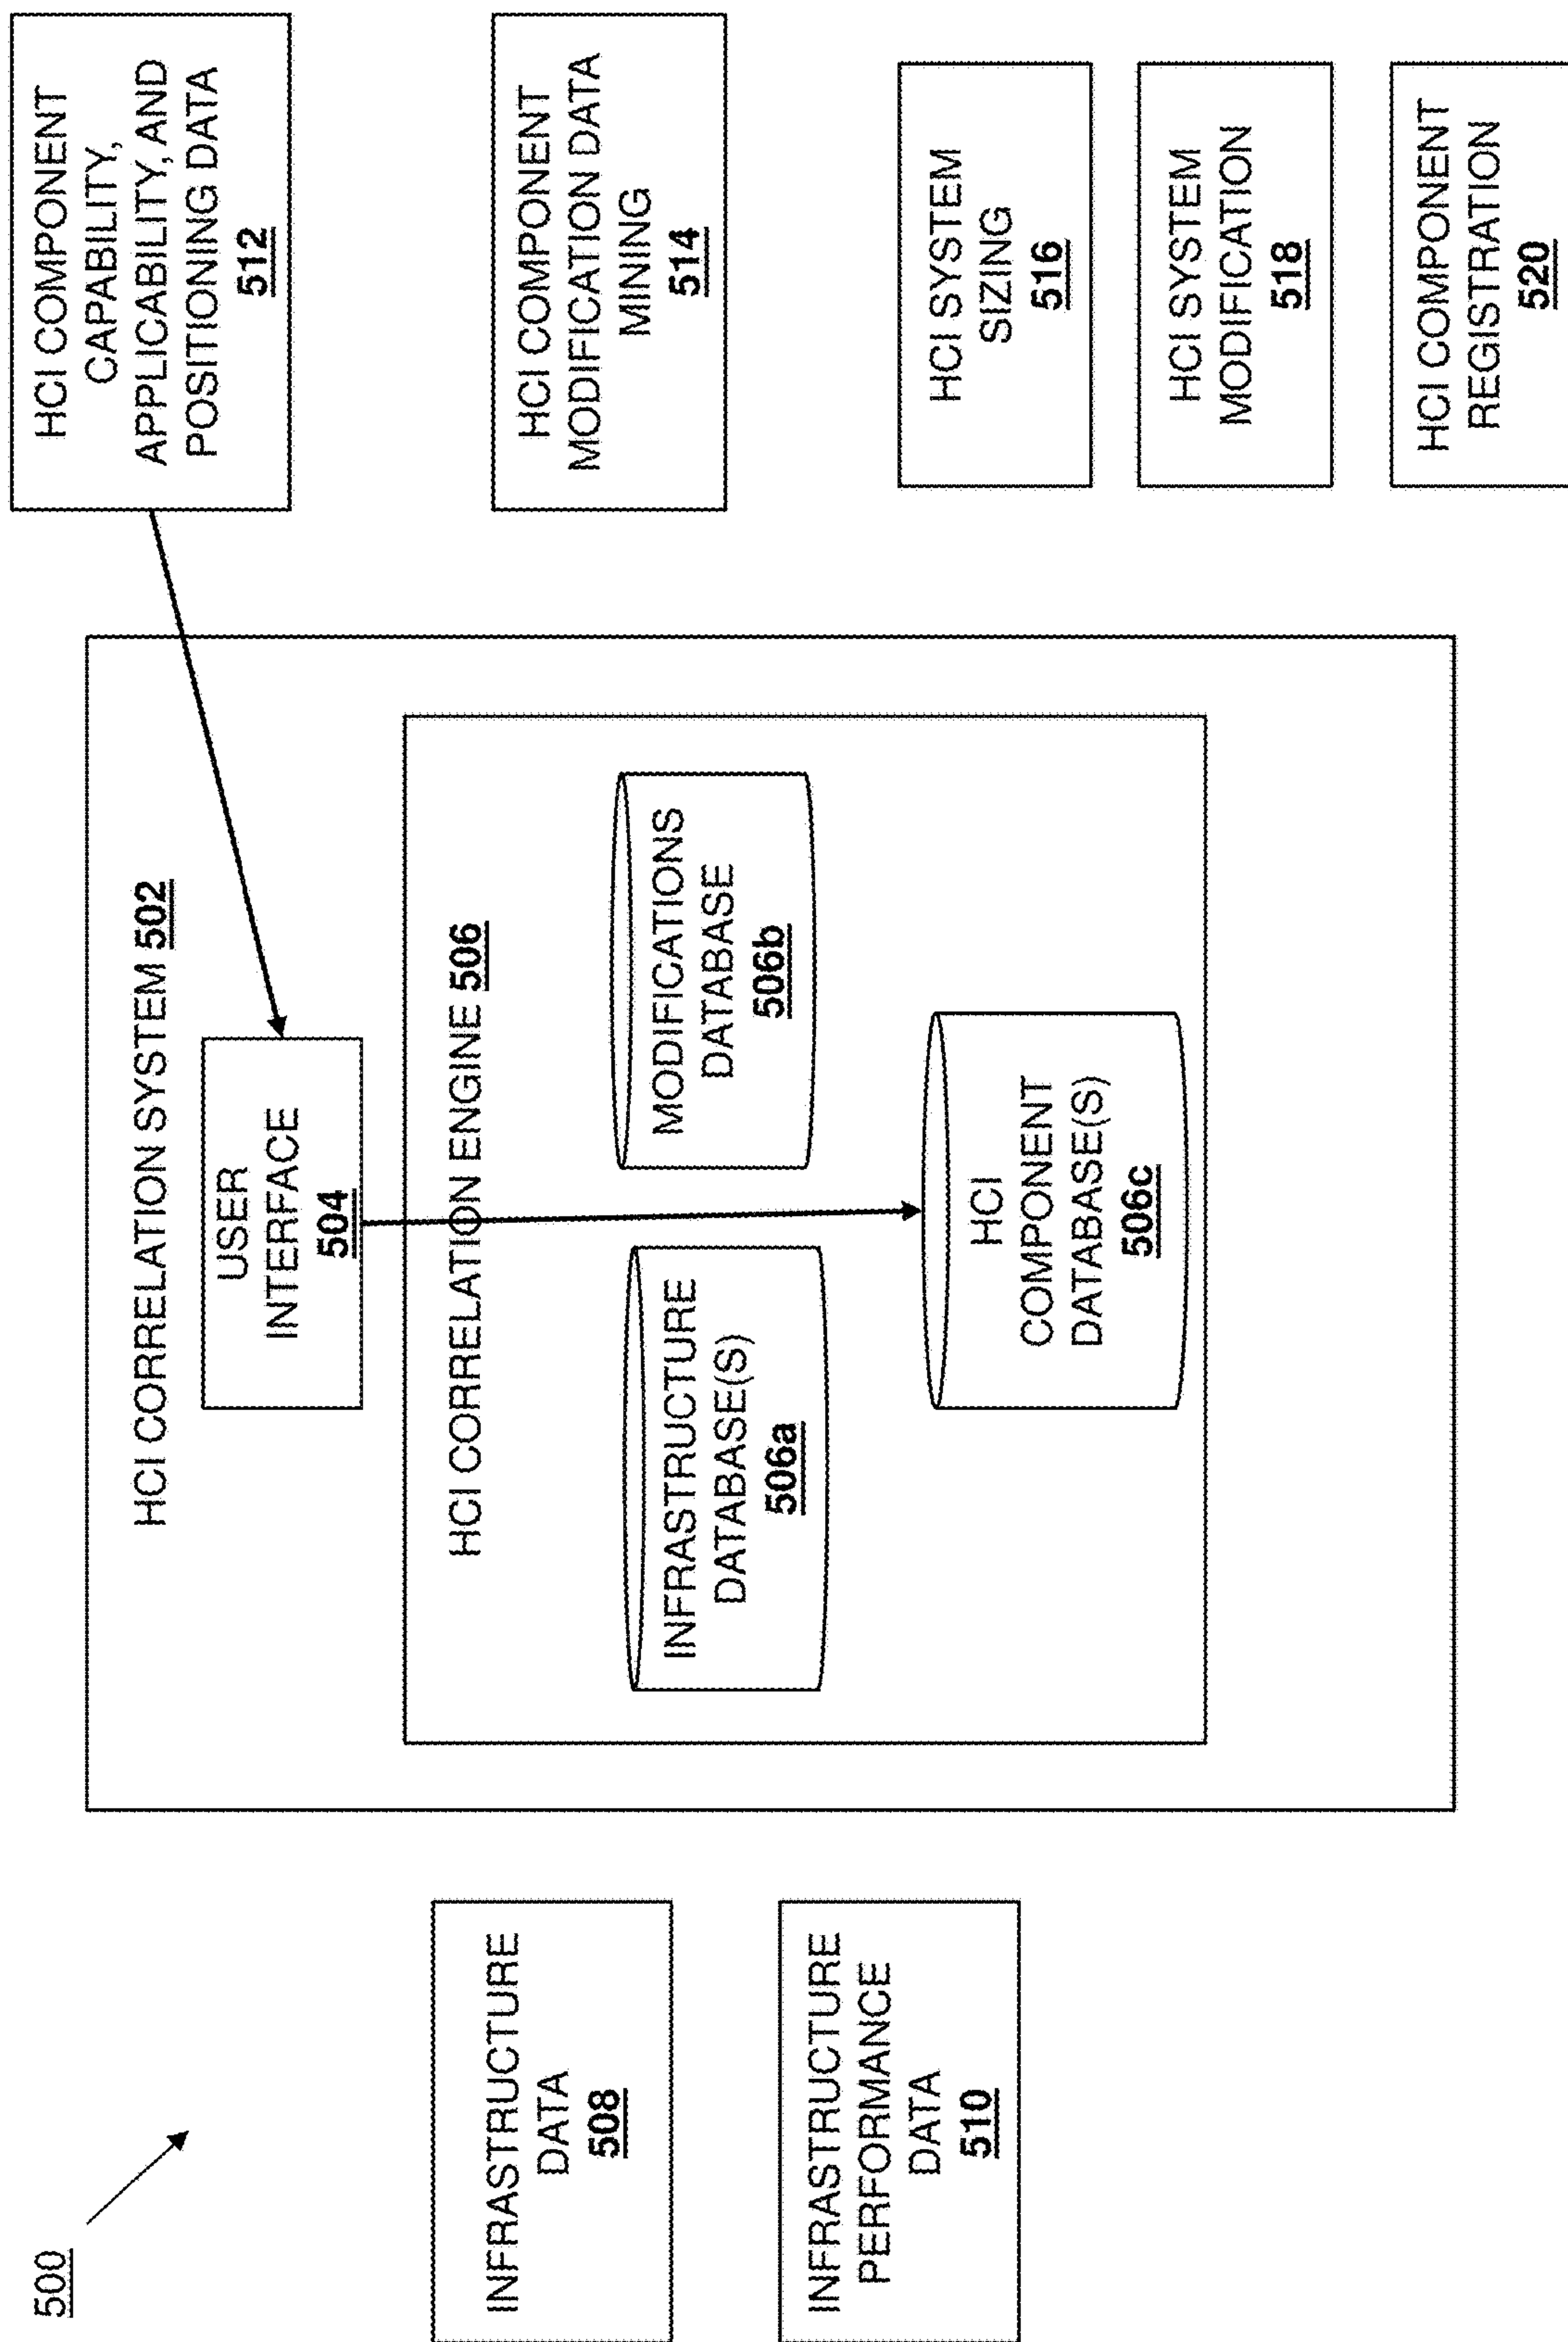 500
INFRASTRUCTURE
DATA
508
INFRASTRUCTURE
PERFORMANCE
DATA
510
HCI CORRELATION SYSTEM 502
USER
INTERFACE
504
HCI CORRELATION ENGINE 506
INFRASTRUCTURE
DATABASE(S)
506a
MODIFICATIONS
DATABASE
506b
HCI
COMPONENT
DATABASE(S)
506c
HCI COMPONENT
CAPABILITY,
APPLICABILITY, AND
POSITIONING DATA
512
HCI COMPONENT
MODIFICATION DATA
MINING
514
HCI SYSTEM
SIZING
516
HCI SYSTEM
MODIFICATION
518
HCI COMPONENT
REGISTRATION
520